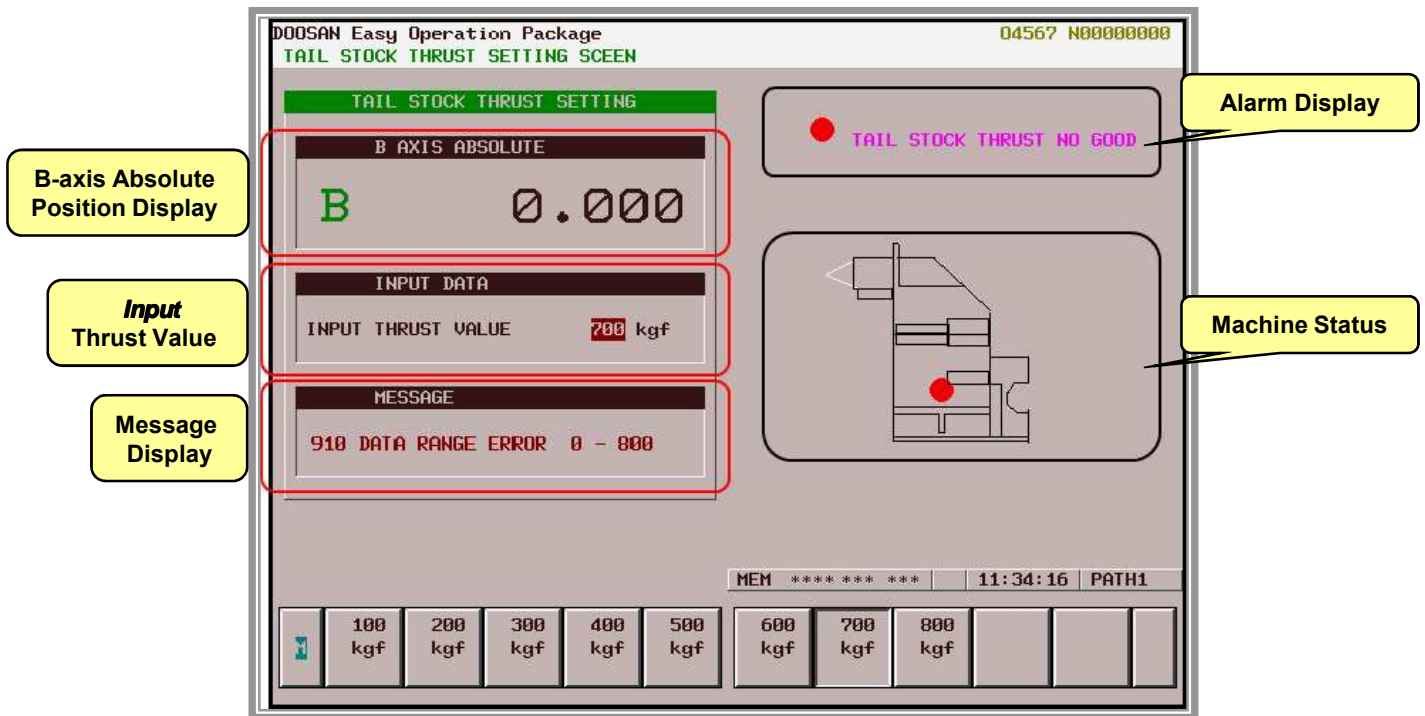 DOOSAN Easy Operation Package
O4567 N00000000
TAIL STOCK THRUST SETTING SCEEN
TAIL STOCK THRUST SETTING
B AXIS ABSOLUTE
B 0.000
INPUT DATA
INPUT THRUST VALUE 700 kgf
MESSAGE
910 DATA RANGE ERROR 0 - 800
TAIL STOCK THRUST NO GOOD
B-axis Absolute
Position Display
Input
Thrust Value
Message
Display
Alarm Display
Machine Status
MEM **** *** *** 11:34:16 PATH1
100 kgf
200 kgf
300 kgf
400 kgf
500 kgf
600 kgf
700 kgf
800 kgf